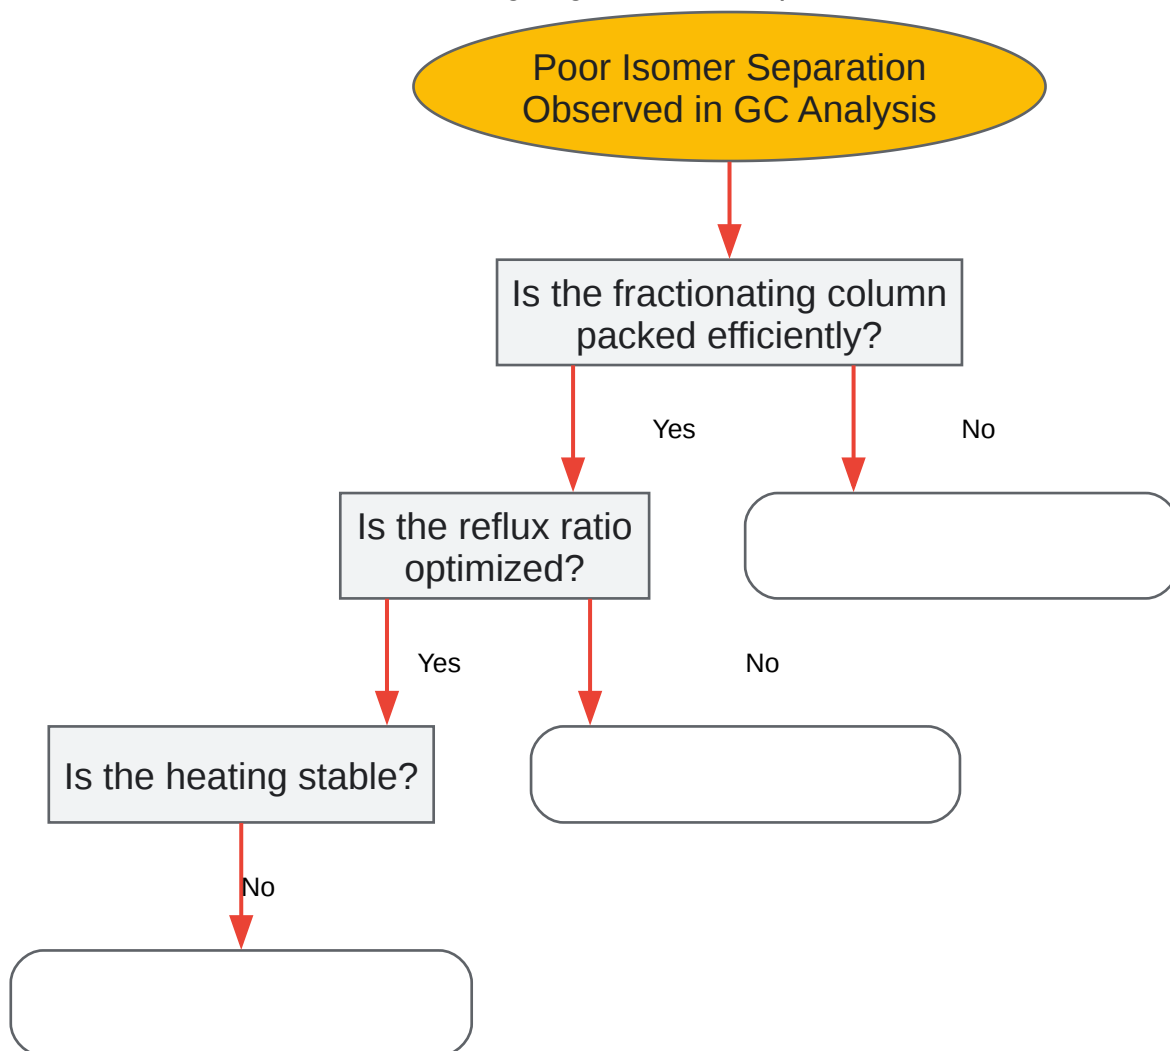 Poor Isomer Separation
Observed in GC Analysis
Is the fractionating column
packed efficiently?
Yes
No
Is the reflux ratio
optimized?
Yes
No
Is the heating stable?
No